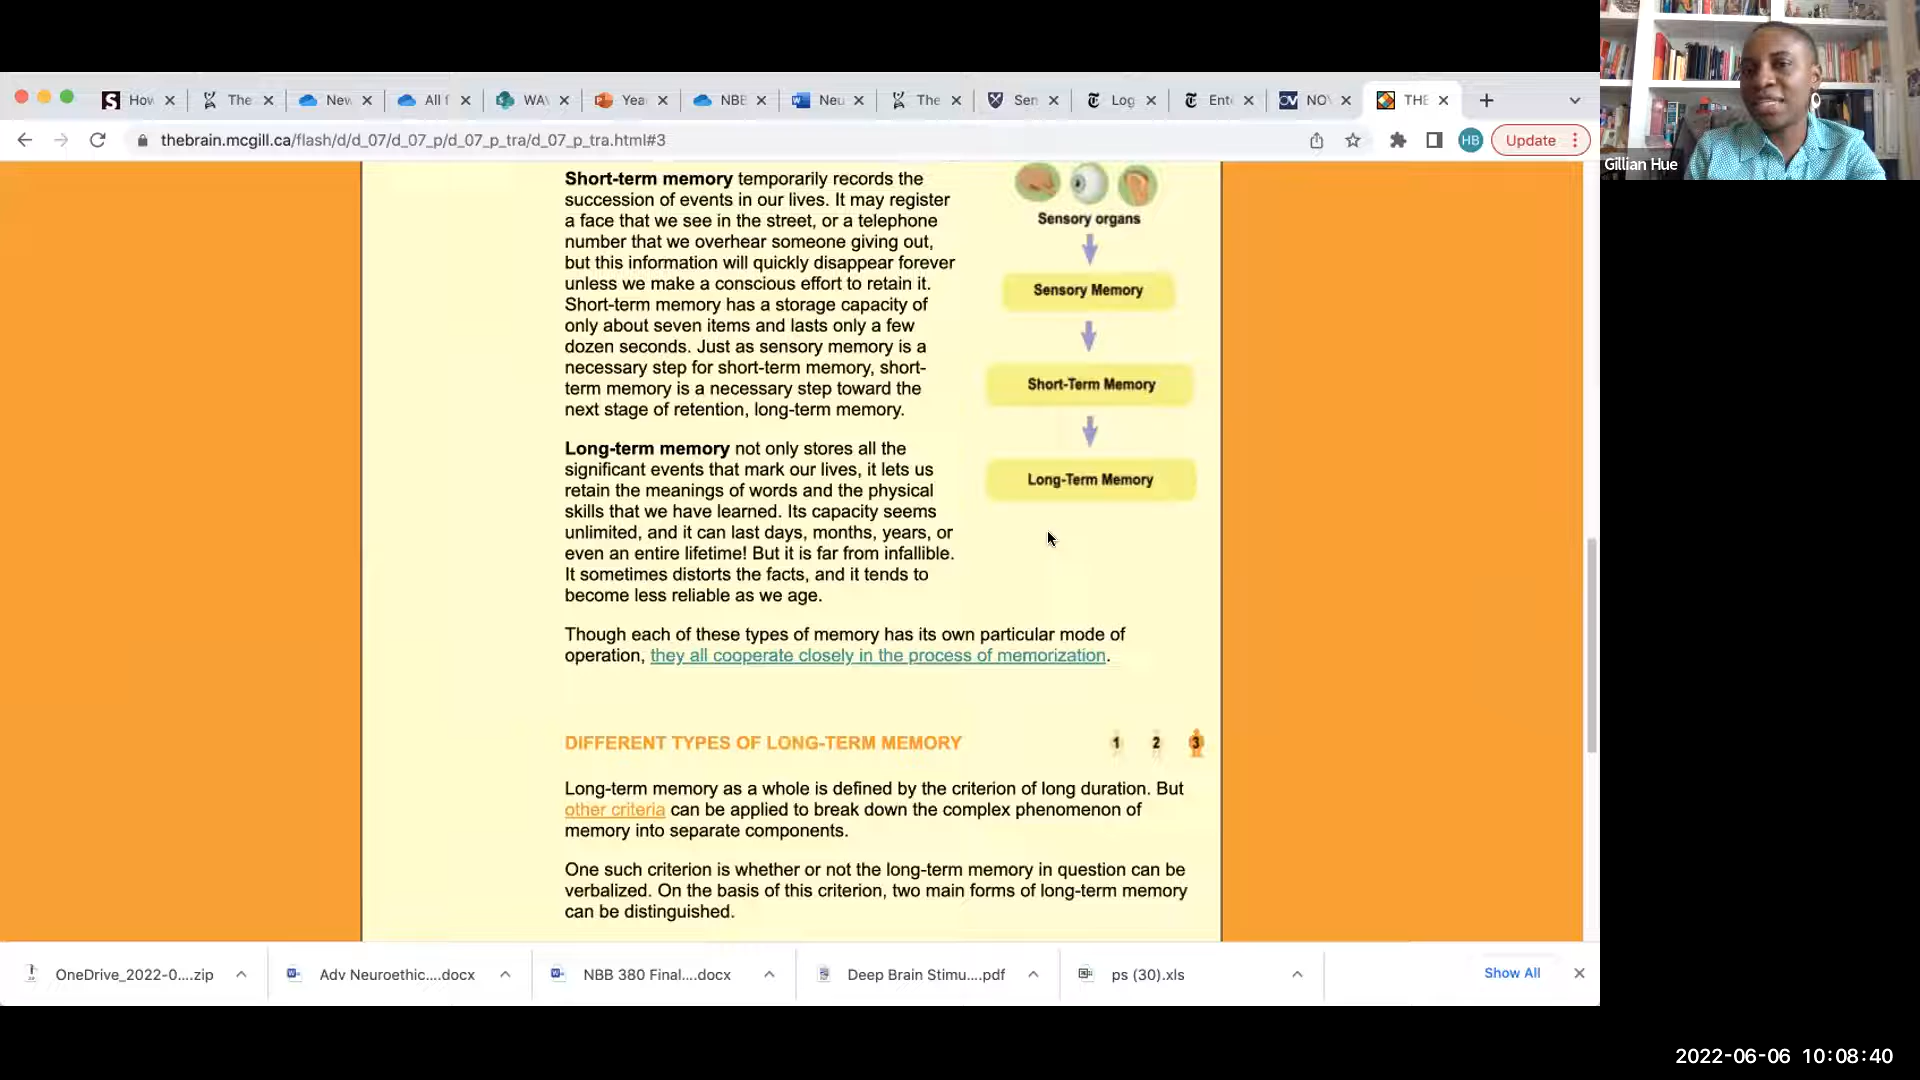 How
The
New
All f
WA
Yea
NBE
Neu
The
Sen
Log
Ente
NO
THE
thebrain.mcgill.ca/flash/d/d_07/d_07_p/d_07_p_tra/d_07_p_tra.html#3
HB
Update
Gillian Hue
Short-term memory temporarily records the
succession of events in our lives. It may register
a face that we see in the street, or a telephone
number that we overhear someone giving out,
but this information will quickly disappear forever
unless we make a conscious effort to retain it.
Short-term memory has a storage capacity of
only about seven items and lasts only a few
dozen seconds. Just as sensory memory is a
necessary step for short-term memory, short-
term memory is a necessary step toward the
next stage of retention, long-term memory.
Sensory organs
Sensory Memory
Short-Term Memory
Long-Term Memory
Long-term memory not only stores all the
significant events that mark our lives, it lets us
retain the meanings of words and the physical
skills that we have learned. Its capacity seems
unlimited, and it can last days, months, years, or
even an entire lifetime! But it is far from infallible.
It sometimes distorts the facts, and it tends to
become less reliable as we age.
Though each of these types of memory has its own particular mode of
operation, they all cooperate closely in the process of memorization.
DIFFERENT TYPES OF LONG-TERM MEMORY
1 2 3
Long-term memory as a whole is defined by the criterion of long duration. But
other criteria can be applied to break down the complex phenomenon of
memory into separate components.
One such criterion is whether or not the long-term memory in question can be
verbalized. On the basis of this criterion, two main forms of long-term memory
can be distinguished.
OneDrive_2022-0....zip
Adv Neuroethic....docx
NBB 380 Final....docx
Deep Brain Stimu....pdf
ps (30).xls
Show All
2022-06-06 10:08:40